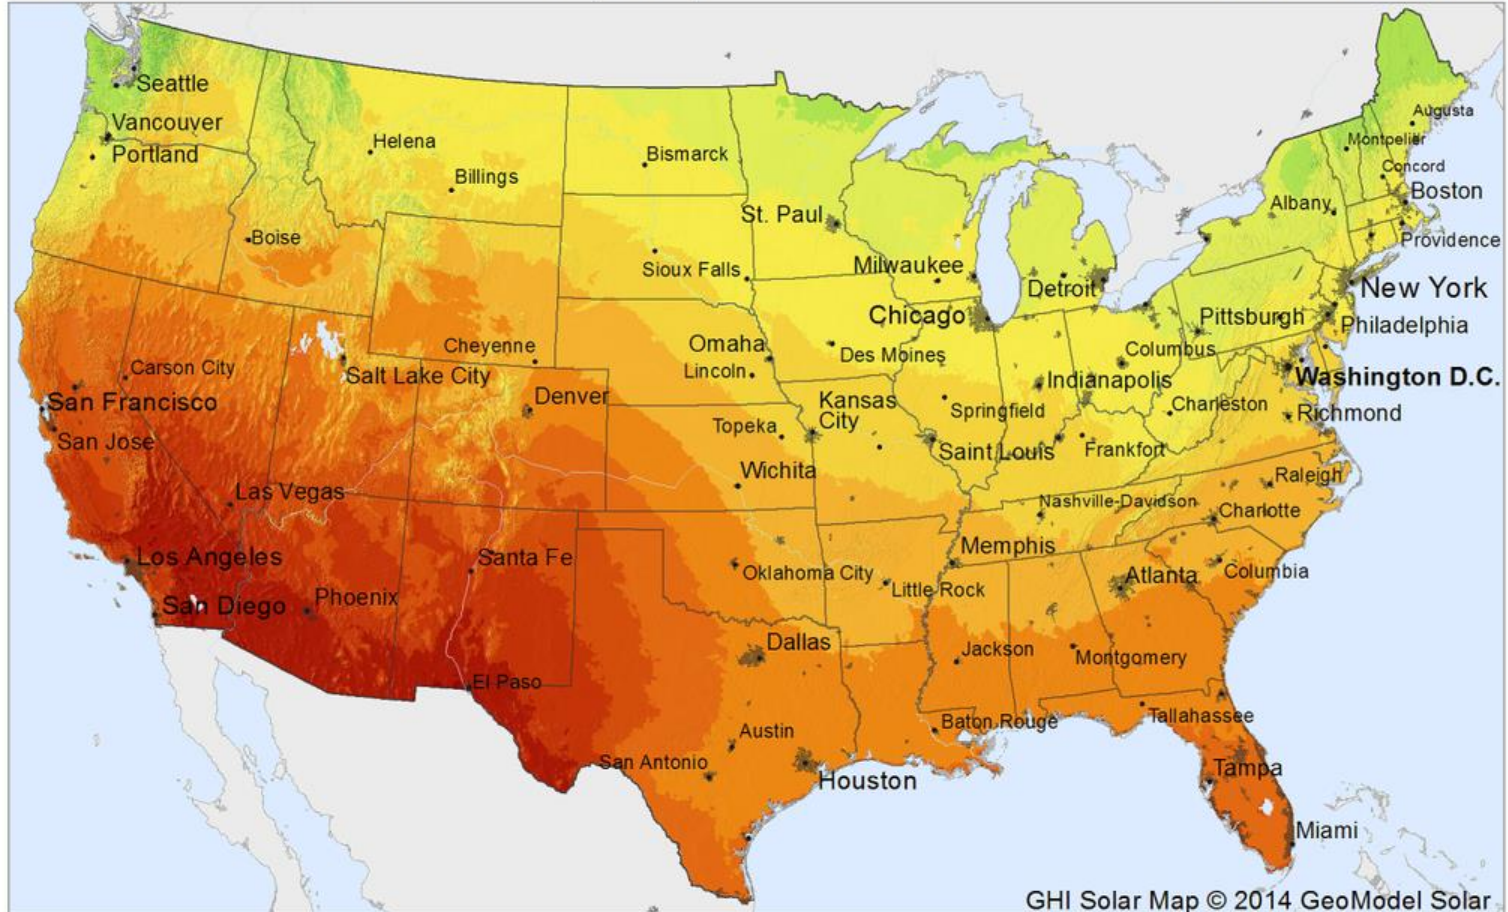 Seattle
Augusta
Vancouver
Montpelier
Helena
Portland
Bismarck
Concord
Billings
Boston
Albany
St. Paul
Boise
Providence
Milwaukee
Sioux Falls
Detroit
New York
Chicago
Pittsburgh
Philadelphia
Omaha
Cheyenne
Columbus
Des Moines
Carson City
Lincoln
Salt Lake City
Indianapolis
Washington D.C.
Denver
Kansas
City
San Francisco
Springfield
Charleston
Richmond
Topeka
San Jose
Saint Louis
Frankfort
Wichita
Raleigh
Las Vegas
Nashville-Davidson
Charlotte
Memphis
Los Angeles
Santa Fe
Oklahoma City
Atlanta
Columbia
Little Rock
Phoenix
San Diego
Dallas
Jackson
Montgomery
El Paso
Tallahassee
Baton Rouge
Austin
San Antonio
Tampa
Houston
Miami
GHI Solar Map © 2014 GeoModel Solar